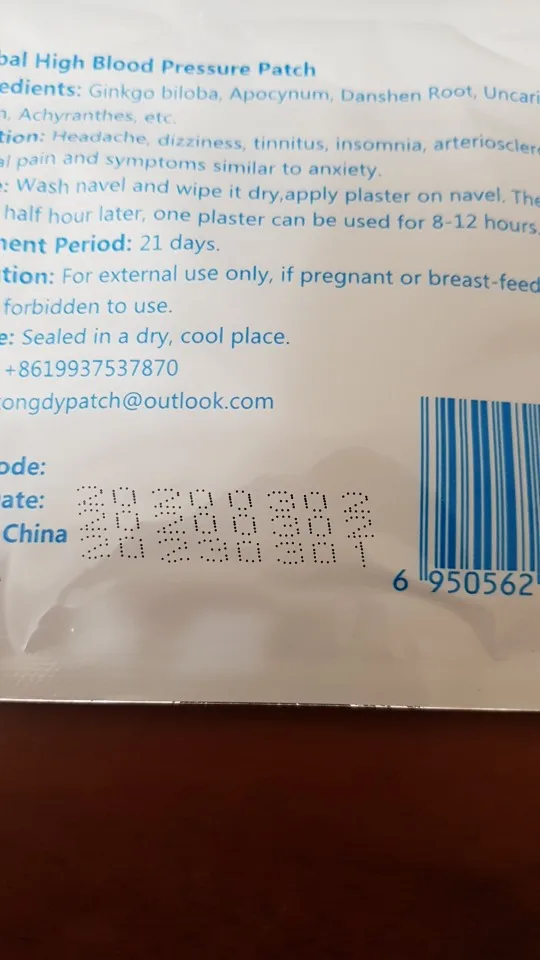 bal High Blood Pressure Patch
edients: Ginkgo biloba, Apocynum, Danshen Root, Uncari
n, Achyranthes, etc.
tion: Headache, dizziness, tinnitus, insomnia, arterioscler
al pain and symptoms similar to anxiety.
e: Wash navel and wipe it dry,apply plaster on navel. The
half hour later, one plaster can be used for 8-12 hours.
ment Period: 21 days.
tion: For external use only, if pregnant or breast-feed
forbidden to use.
e: Sealed in a dry, cool place.
+8619937537870
ongdypatch@outlook.com
ode:
ate: 20200302
China 20200302
20230301
6 950562